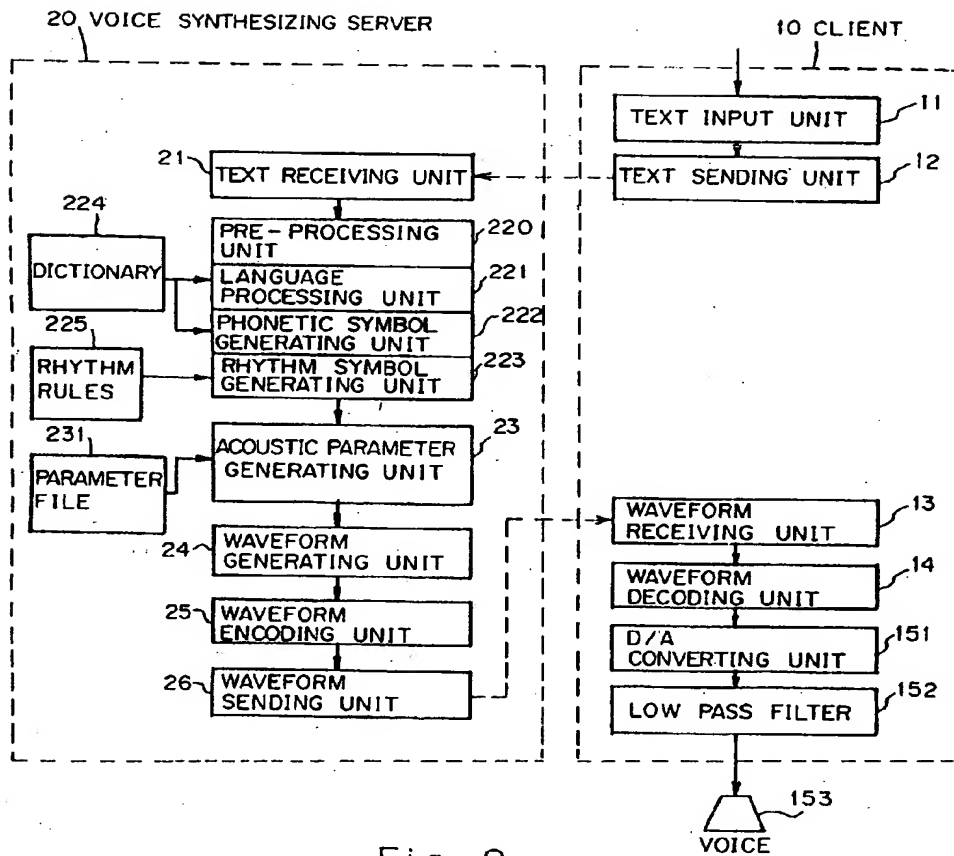 20 VOICE SYNTHESIZING SERVER
10 CLIENT
11
TEXT INPUT UNIT
12
TEXT SENDING UNIT
21
TEXT RECEIVING UNIT
224
DICTIONARY
PRE-PROCESSING
UNIT
220
LANGUAGE
PROCESSING UNIT
221
PHONETIC SYMBOL
GENERATING UNIT
222
225
RHYTHM
RULES
RHYTHM SYMBOL
GENERATING UNIT
223
231
PARAMETER
FILE
ACOUSTIC PARAMETER
GENERATING UNIT
23
24
WAVEFORM
GENERATING UNIT
25
WAVEFORM
ENCODING UNIT
26
WAVEFORM
SENDING UNIT
WAVEFORM
RECEIVING UNIT
13
WAVEFORM
DECODING UNIT
14
D/A
CONVERTING UNIT
151
LOW PASS FILTER
152
153
VOICE